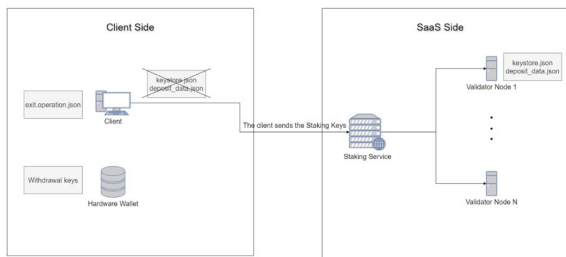 Client Side
keystore.json
deposit_data.json
exit.operation.json
Client
The client sends the Staking Keys
Withdrawal keys
Hardware Wallet
SaaS Side
keystore.json
deposit_data.json
Validator Node 1
Staking Service
Validator Node N